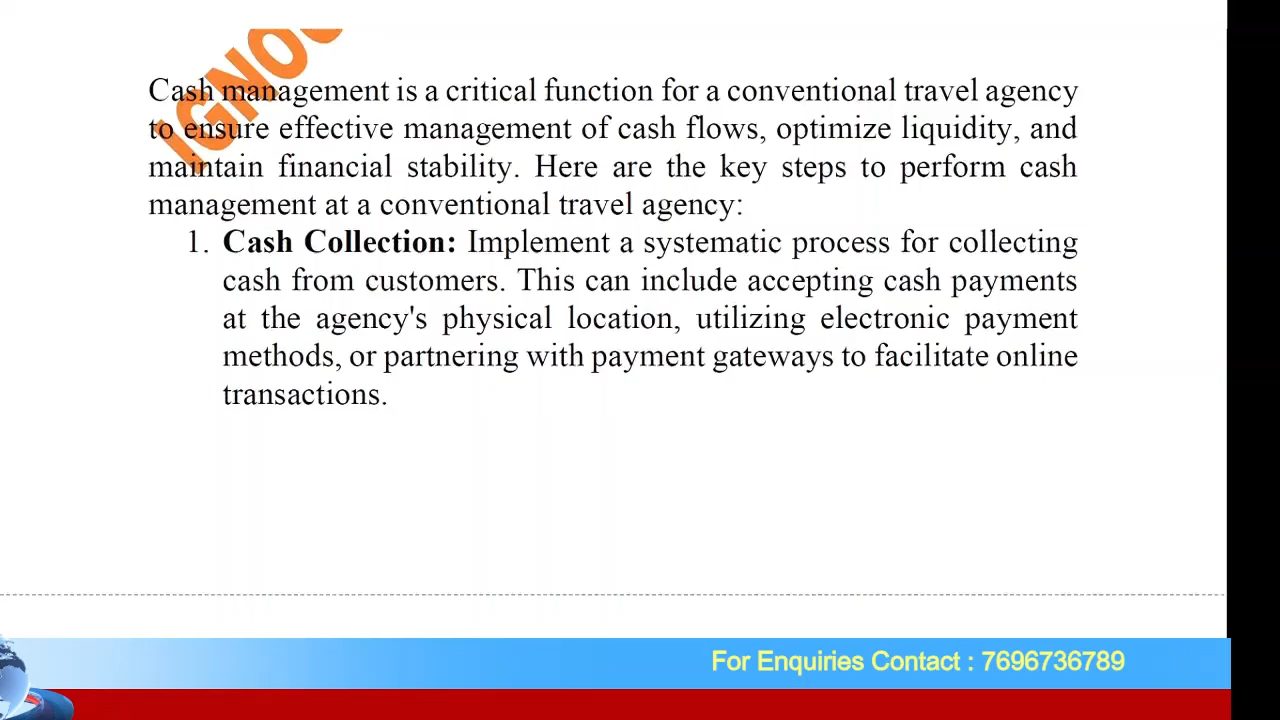 IGNOU
Cash management is a critical function for a conventional travel agency
to ensure effective management of cash flows, optimize liquidity, and
maintain financial stability. Here are the key steps to perform cash
management at a conventional travel agency:
1. Cash Collection: Implement a systematic process for collecting
cash from customers. This can include accepting cash payments
at the agency's physical location, utilizing electronic payment
methods, or partnering with payment gateways to facilitate online
transactions.
For Enquiries Contact : 7696736789